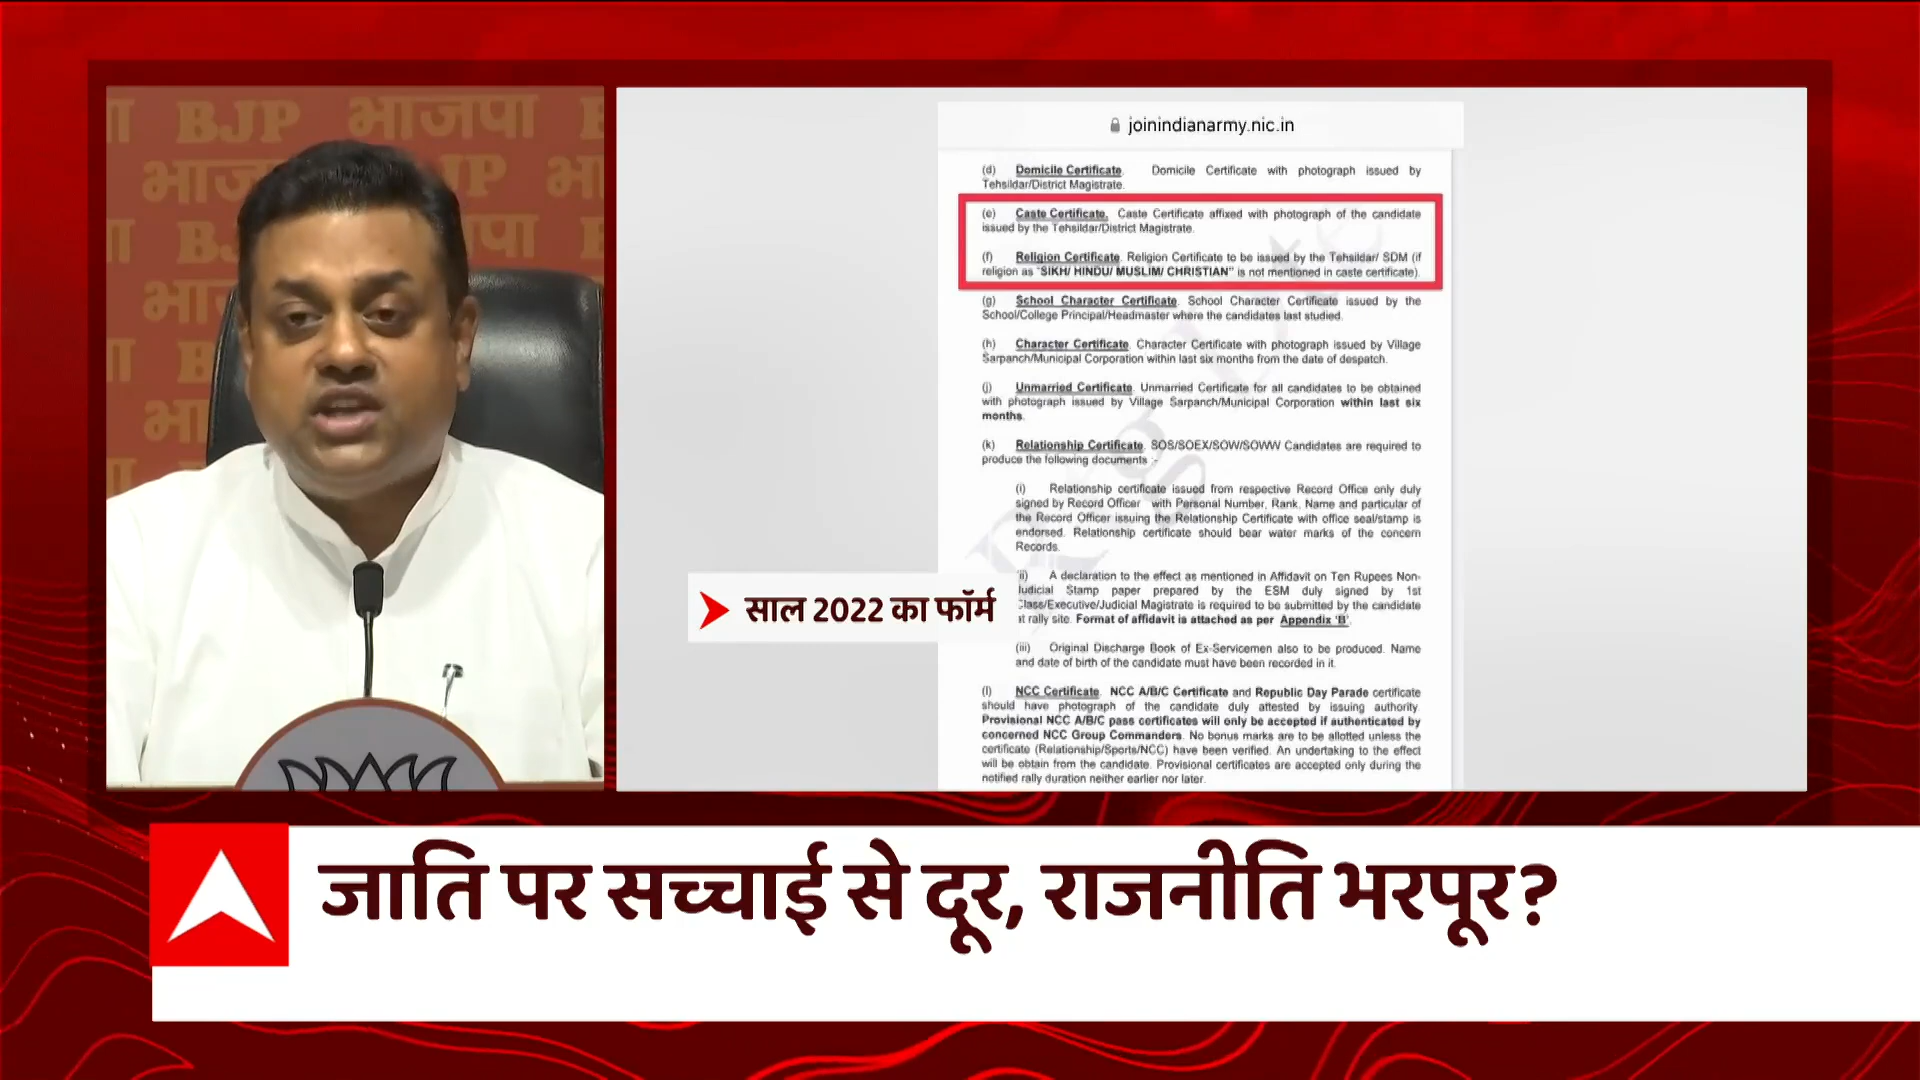 BJP भाजपा
joinindianarmy.nic.in
(d) Domicile Certificate. Domicile Certificate with photograph issued by
Tehsildar/District Magistrate.
(e) Caste Certificate. Caste Certificate affixed with photograph of the candidate
issued by the Tehsildar/District Magistrate.
(f) Religion Certificate. Religion Certificate to be issued by the Tehsildar/ SDM (if
religion as "SIKH/ HINDU/ MUSLIM/ CHRISTIAN" is not mentioned in caste certificate).
(g) School Character Certificate. School Character Certificate issued by the
School/College Principal/Headmaster where the candidates last studied.
(h) Character Certificate. Character Certificate with photograph issued by Village
Sarpanch/Municipal Corporation within last six months from the date of despatch.
(j) Unmarried Certificate. Unmarried Certificate for all candidates to be obtained
with photograph issued by Village Sarpanch/Municipal Corporation within last six
months.
(k) Relationship Certificate. SOS/SOEX/SOW/SOWW Candidates are required to
produce the following documents :-
(i) Relationship certificate issued from respective Record Office only duly
signed by Record Officer with Personal Number, Rank, Name and particular of
the Record Officer issuing the Relationship Certificate with office seal/stamp is
endorsed. Relationship certificate should bear water marks of the concern
Records.
ii) A declaration to the effect as mentioned in Affidavit on Ten Rupees Non-
Judicial Stamp paper prepared by the ESM duly signed by 1st
Class/Executive/Judicial Magistrate is required to be submitted by the candidate
at rally site. Format of affidavit is attached as per Appendix 'B'.
साल 2022 का फॉर्म
(iii) Original Discharge Book of Ex-Servicemen also to be produced. Name
and date of birth of the candidate must have been recorded in it.
(l) NCC Certificate. NCC A/B/C Certificate and Republic Day Parade certificate
should have photograph of the candidate duly attested by issuing authority.
Provisional NCC A/B/C pass certificates will only be accepted if authenticated by
concerned NCC Group Commanders. No bonus marks are to be allotted unless the
certificate (Relationship/Sports/NCC) have been verified. An undertaking to the effect
will be obtain from the candidate. Provisional certificates are accepted only during the
notified rally duration neither earlier nor later.
जाति पर सच्चाई से दूर, राजनीति भरपूर?